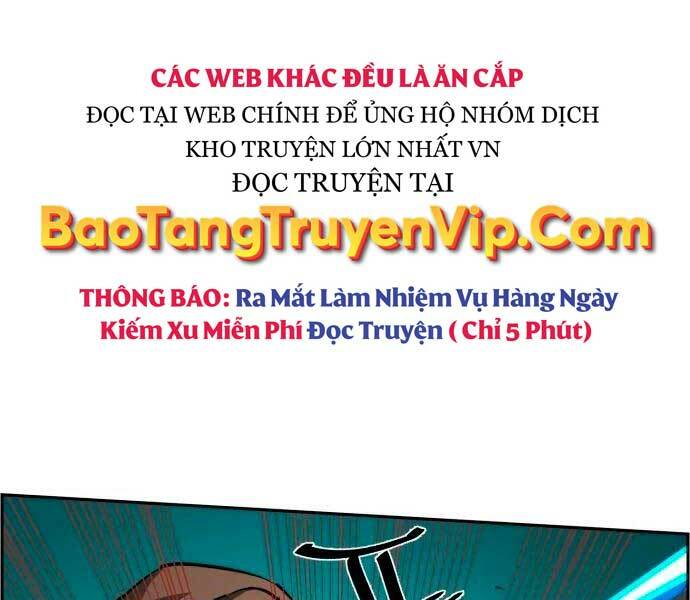 CÁC WEB KHÁC ĐỀU LÀ ĂN CẮP
ĐỌC TẠI WEB CHÍNH ĐỂ ỦNG HỘ NHÓM DỊCH
KHO TRUYỆN LỚN NHẤT VN
ĐỌC TRUYỆN TẠI
BaoTangTruyenVip.Com
THÔNG BÁO: Ra Mắt Làm Nhiệm Vụ Hàng Ngày
Kiếm Xu Miễn Phí Đọc Truyện ( Chỉ 5 Phút)